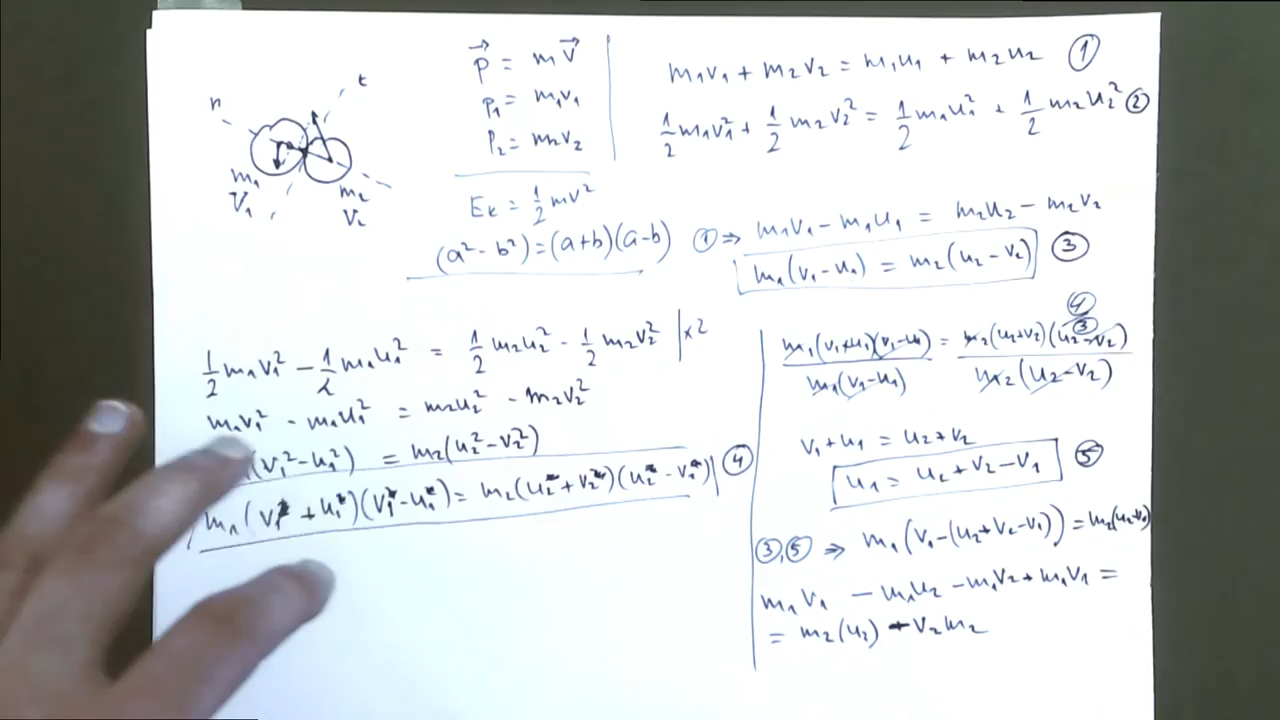 n
t
m₁
V₁
m₂
V₂
p⃗ = m v⃗
p₁ = m₁v₁
p₂ = m₂v₂
Ek = 1/2 mv²
(a² - b²) = (a+b)(a-b)
m₁v₁ + m₂v₂ = m₁u₁ + m₂u₂ ①
1/2 m₁v₁² + 1/2 m₂v₂² = 1/2 m₁u₁² + 1/2 m₂u₂² ②
① ⇒ m₁v₁ - m₁u₁ = m₂u₂ - m₂v₂
m₁(v₁-u₁) = m₂(u₂-v₂) ③
1/2 m₁v₁² - 1/2 m₁u₁² = 1/2 m₂u₂² - 1/2 m₂v₂² | ×2
m₁v₁² - m₁u₁² = m₂u₂² - m₂v₂²
(v₁²-u₁²) = m₂(u₂²-v₂²)
m₁(v₁+u₁)(v₁-u₁) = m₂(u₂+v₂)(u₂-v₂) ④
④
③
m₁(v₁+u₁)(v₁-u₁) / m₁(v₁-u₁) = m₂(u₂+v₂)(u₂-v₂) / m₂(u₂-v₂)
v₁+u₁ = u₂+v₂
u₁ = u₂+v₂-v₁ ⑤
③,⑤ ⇒ m₁(v₁-(u₂+v₂-v₁)) = m₂(u₂-v₂)
m₁v₁ - m₁u₂ - m₁v₂ + m₁v₁ =
= m₂(u₂) - v₂m₂